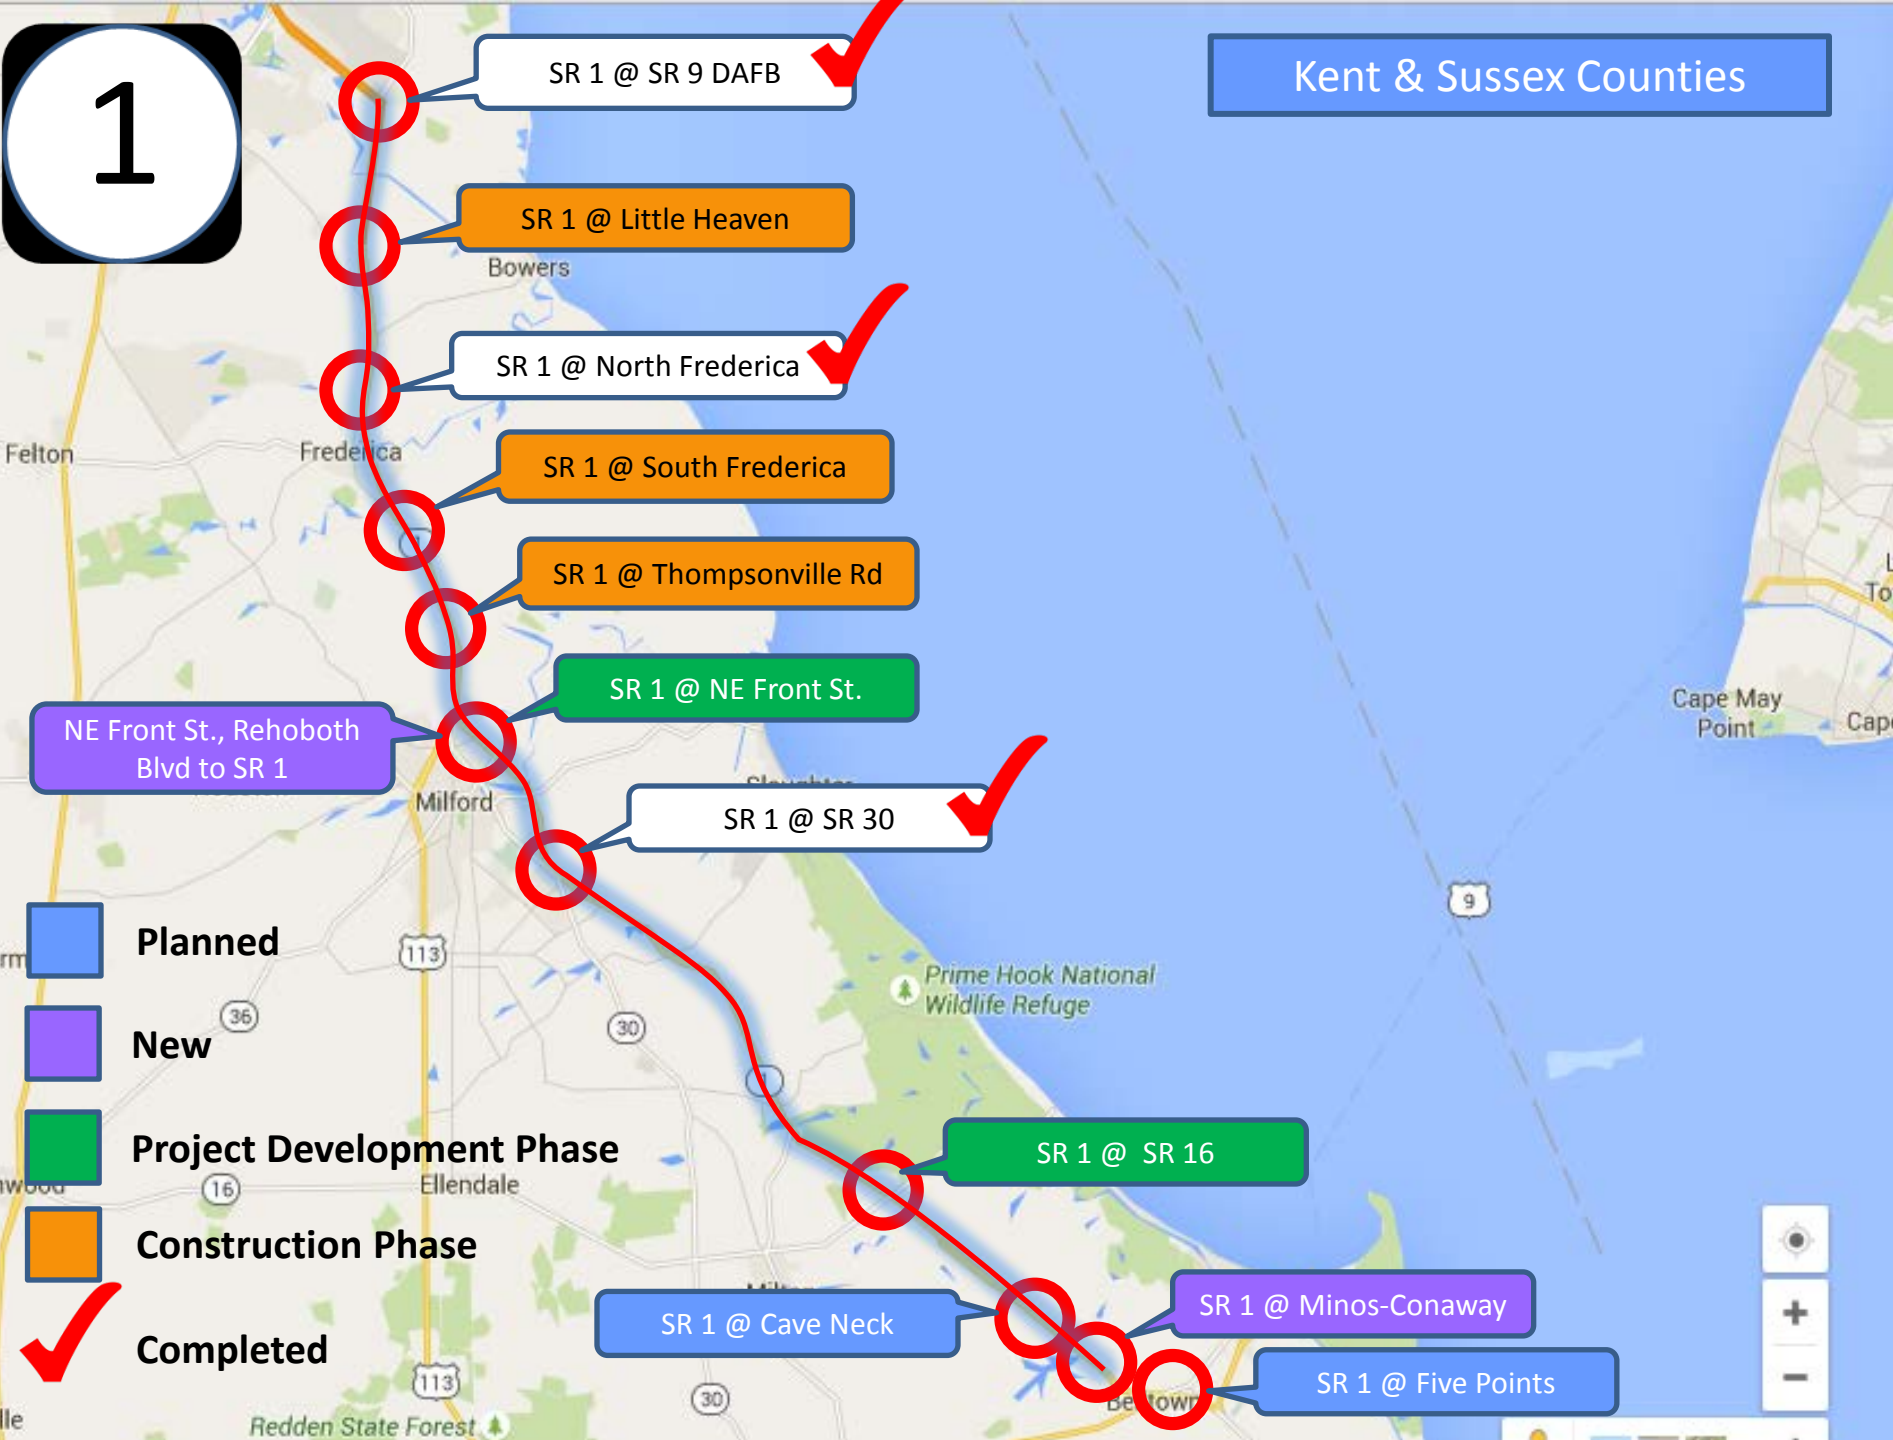 1
SR 1 @ SR 9 DAFB
Kent & Sussex Counties
SR 1 @ Little Heaven
Bowers
SR 1 @ North Frederica
Felton
Frederica
SR 1 @ South Frederica
1
SR 1 @ Thompsonville Rd
To
SR 1 @ NE Front St.
NE Front St., Rehoboth
Blvd to SR 1
Cape May
Point
Cape
Milford
SR 1 @ SR 30
9
Planned
113
Prime Hook National
Wildlife Refuge
36
30
New
1
Project Development Phase
SR 1 @ SR 16
16
Ellendale
Construction Phase
SR 1 @ Minos-Conaway
SR 1 @ Cave Neck
Completed
113
SR 1 @ Five Points
30
Redden State Forest